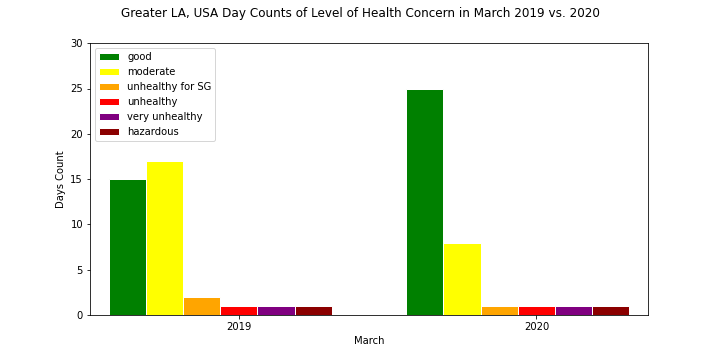 Greater LA, USA Day Counts of Level of Health Concern in March 2019 vs. 2020
30
25
20
15
10
5
0
Days Count
good
moderate
unhealthy for SG
unhealthy
very unhealthy
hazardous
2019
2020
March